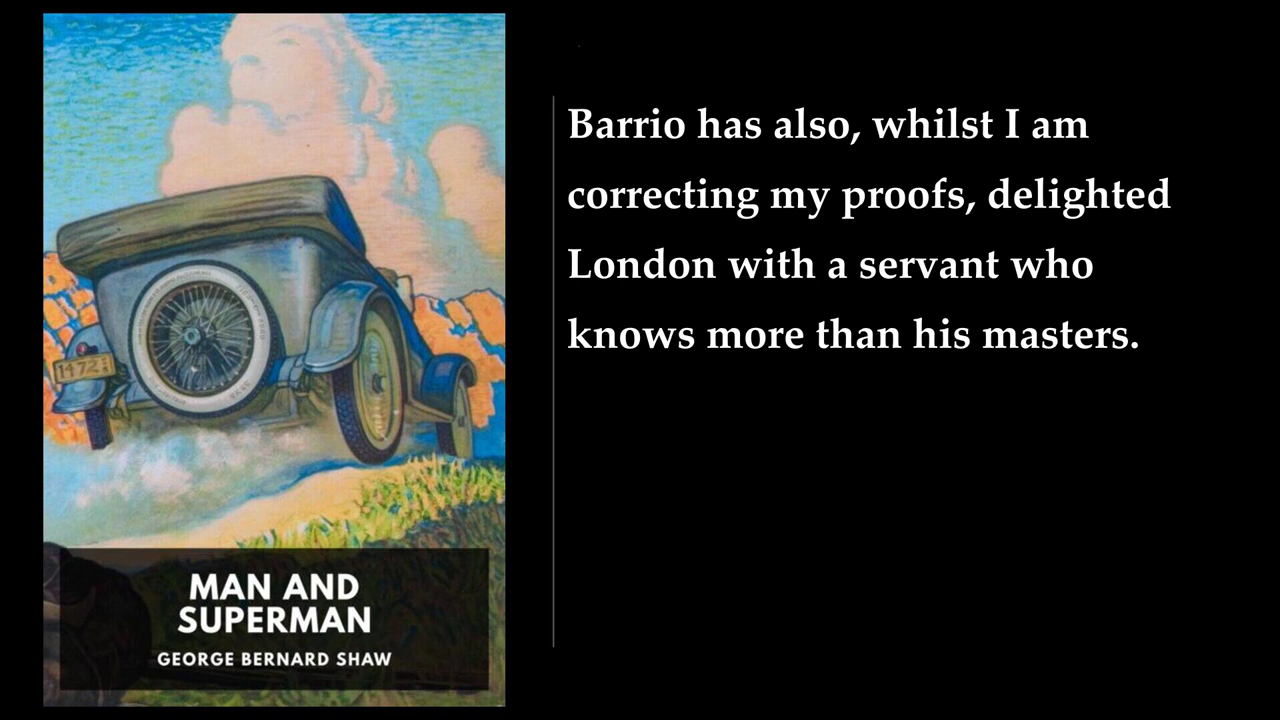 Barrio has also, whilst I am
correcting my proofs, delighted
London with a servant who
knows more than his masters.
1472
MAN AND
SUPERMAN
GEORGE BERNARD SHAW